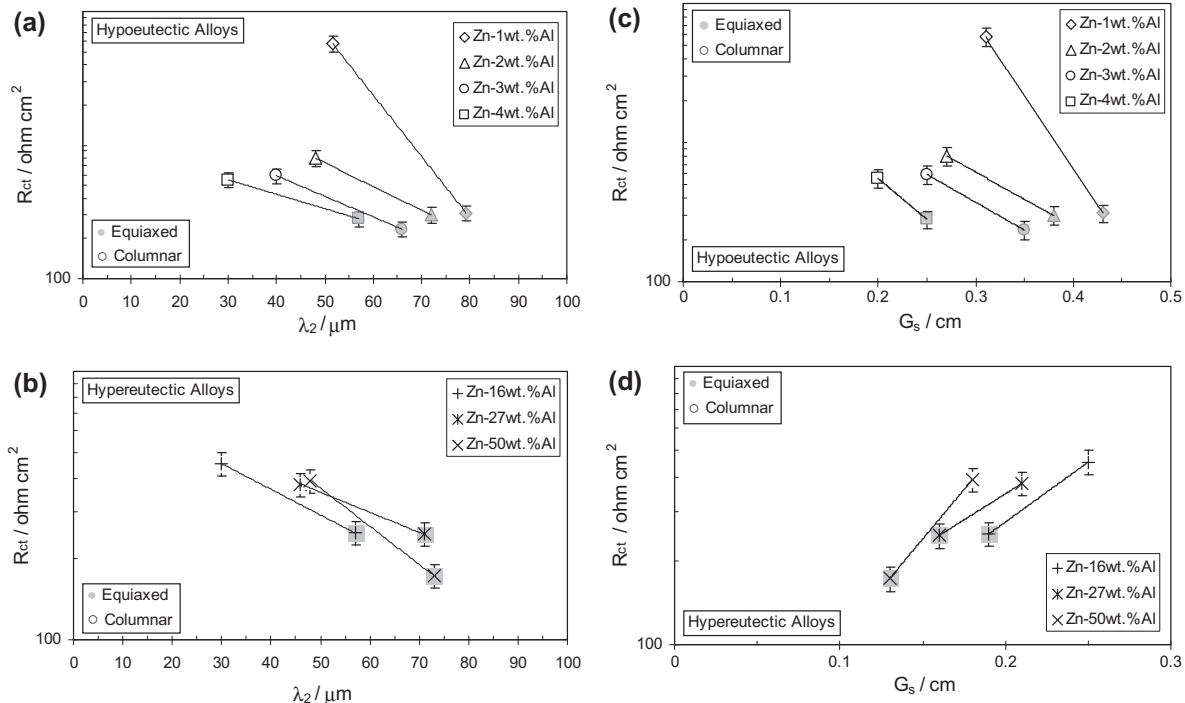 (a)
Hypoeutectic Alloys
Zn-1wt.%Al
Zn-2wt.%Al
Zn-3wt.%Al
Zn-4wt.%Al
Rct / ohm cm2
Equiaxed
Columnar
100
0 10 20 30 40 50 60 70 80 90 100
λ2 / μm
(c)
Equiaxed
Columnar
Zn-1wt.%Al
Zn-2wt.%Al
Zn-3wt.%Al
Zn-4wt.%Al
Rct / ohm cm2
Hypoeutectic Alloys
100
0 0.1 0.2 0.3 0.4 0.5
Gs / cm
(b)
Hypereutectic Alloys
Zn-16wt.%Al
Zn-27wt.%Al
Zn-50wt.%Al
Rct / ohm cm2
Equiaxed
Columnar
100
0 10 20 30 40 50 60 70 80 90 100
λ2 / μm
(d)
Equiaxed
Columnar
Rct / ohm cm2
Zn-16wt.%Al
Zn-27wt.%Al
Zn-50wt.%Al
Hypereutectic Alloys
100
0 0.1 0.2 0.3
Gs / cm